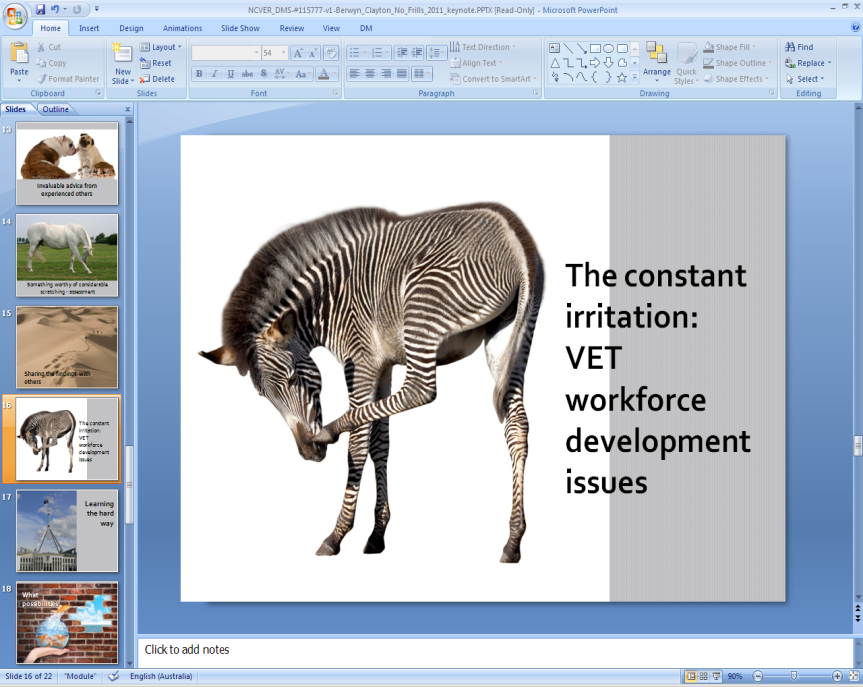 NCVER_DMS-#115777-v1-Berwyn_Clayton_No_Frills_2011_keynote.PPTX [Read-Only] - Microsoft PowerPoint
Home Insert Design Animations Slide Show Review View DM
Paste
Cut
Copy
Format Painter
Clipboard
New Slide
Layout
Reset
Delete
Slides
54
B I U abe S AV Aa A
Font
Text Direction
Align Text
Convert to SmartArt
Paragraph
Arrange
Quick Styles
Shape Fill
Shape Outline
Shape Effects
Drawing
Find
Replace
Select
Editing
Slides Outline
13
Invaluable advice from
experienced others
14
Something worthy of considerable
scratching - assessment
15
Sharing the findings with
others
16
The constant
irritation:
VET
workforce
development
issues
17
Learning
the hard
way
18
What
possibilities
The constant
irritation:
VET
workforce
development
issues
Click to add notes
Slide 16 of 22 "Module" English (Australia) 90%